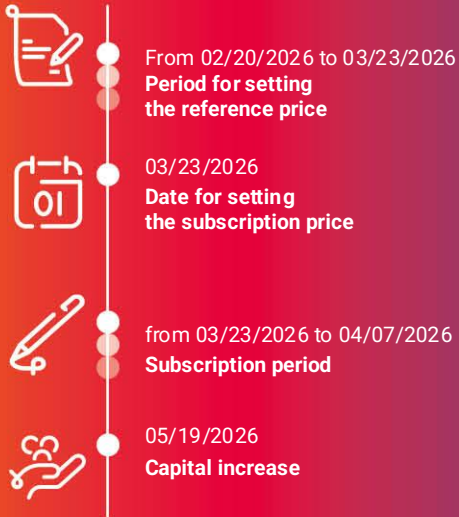 From 02/20/2026 to 03/23/2026
Period for setting
the reference price
01
03/23/2026
Date for setting
the subscription price
from 03/23/2026 to 04/07/2026
Subscription period
05/19/2026
Capital increase